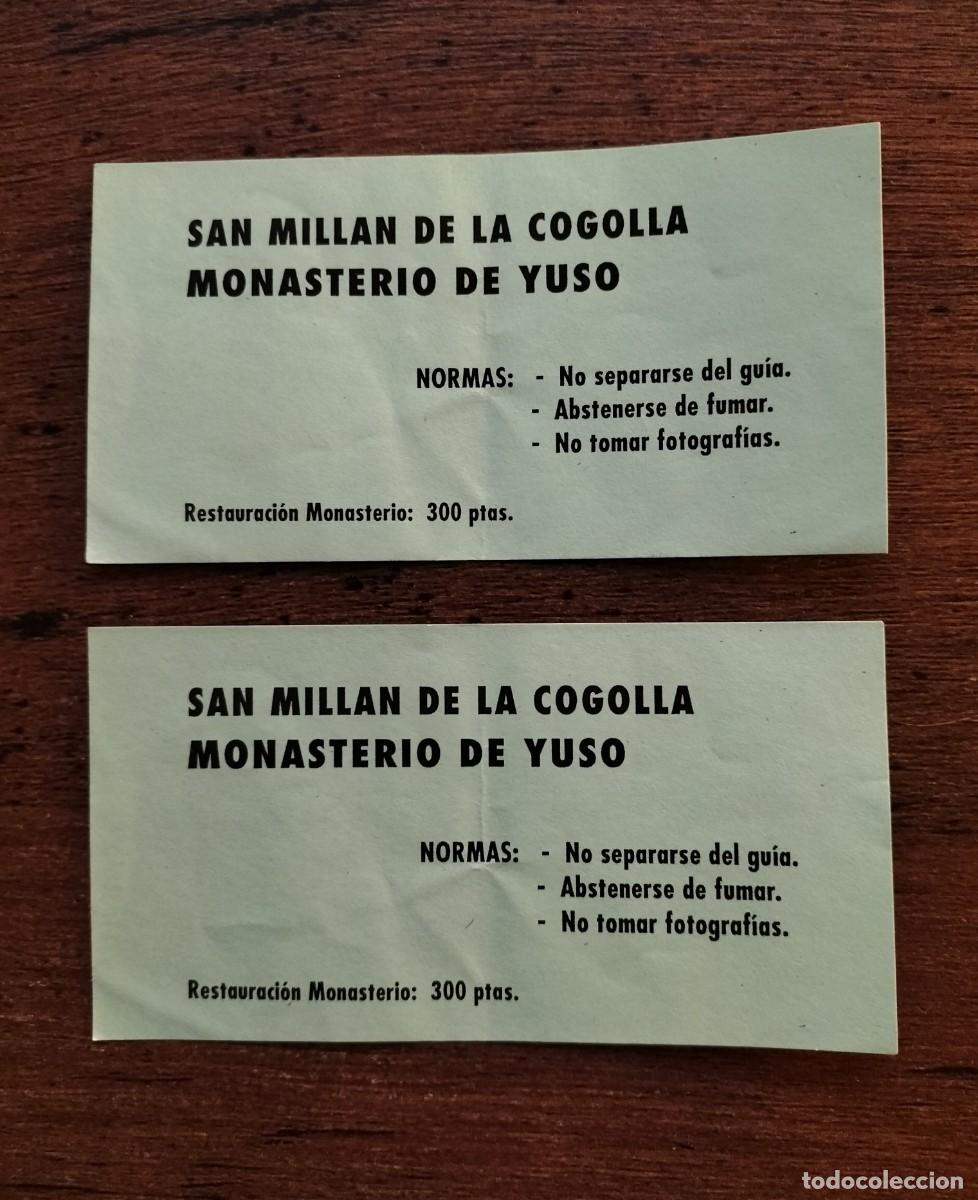 SAN MILLAN DE LA COGOLLA
MONASTERIO DE YUSO
NORMAS: - No separarse del guía.
- Abstenerse de fumar.
- No tomar fotografías.
Restauración Monasterio: 300 ptas.
SAN MILLAN DE LA COGOLLA
MONASTERIO DE YUSO
NORMAS: - No separarse del guía.
- Abstenerse de fumar.
- No tomar fotografías.
Restauración Monasterio: 300 ptas.
todocoleccion